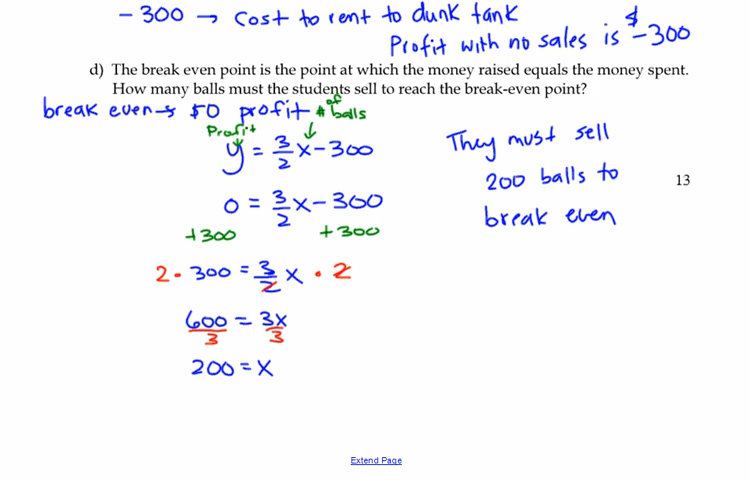 -300 → Cost to rent to dunk tank
Profit with no sales is $-300
d) The break even point is the point at which the money raised equals the money spent.
How many balls must the students sell to reach the break-even point?
break even → $0 profit # of balls
Profit
y = 3/2 x - 300
0 = 3/2 x - 300
+300 +300
2 • 300 = 3/2 x • 2
600/3 = 3x/3
200 = x
They must sell
200 balls to
break even
13
Extend Page